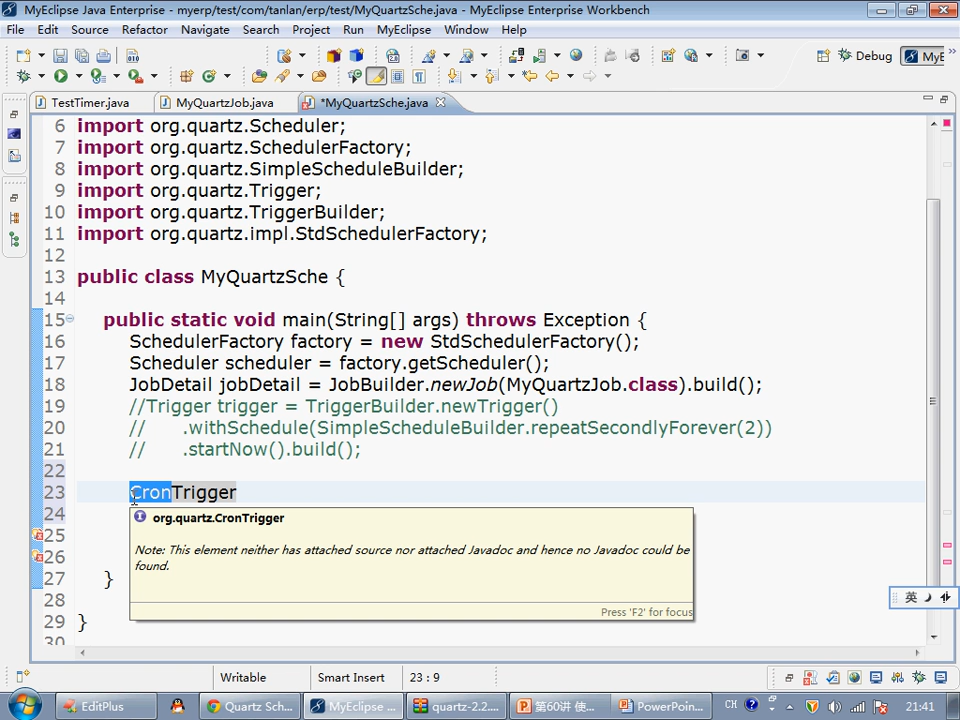 MyEclipse Java Enterprise - myerp/test/com/tanlan/erp/test/MyQuartzSche.java - MyEclipse Enterprise Workbench
File Edit Source Refactor Navigate Search Project Run MyEclipse Window Help
Debug MyE
TestTimer.java MyQuartzJob.java *MyQuartzSche.java
6 import org.quartz.Scheduler;
7 import org.quartz.SchedulerFactory;
8 import org.quartz.SimpleScheduleBuilder;
9 import org.quartz.Trigger;
10 import org.quartz.TriggerBuilder;
11 import org.quartz.impl.StdSchedulerFactory;
12
13 public class MyQuartzSche {
14
15 public static void main(String[] args) throws Exception {
16 SchedulerFactory factory = new StdSchedulerFactory();
17 Scheduler scheduler = factory.getScheduler();
18 JobDetail jobDetail = JobBuilder.newJob(MyQuartzJob.class).build();
19 //Trigger trigger = TriggerBuilder.newTrigger()
20 // .withSchedule(SimpleScheduleBuilder.repeatSecondlyForever(2))
21 // .startNow().build();
22
23 CronTrigger
24
org.quartz.CronTrigger
25
Note: This element neither has attached source nor attached Javadoc and hence no Javadoc could be
26
found.
27 }
28
Press 'F2' for focus
29 }
30
英
Writable Smart Insert 23 : 9
EditPlus Quartz Sch... MyEclipse ... quartz-2.2.... 第60讲 使... PowerPoin... CH 21:41